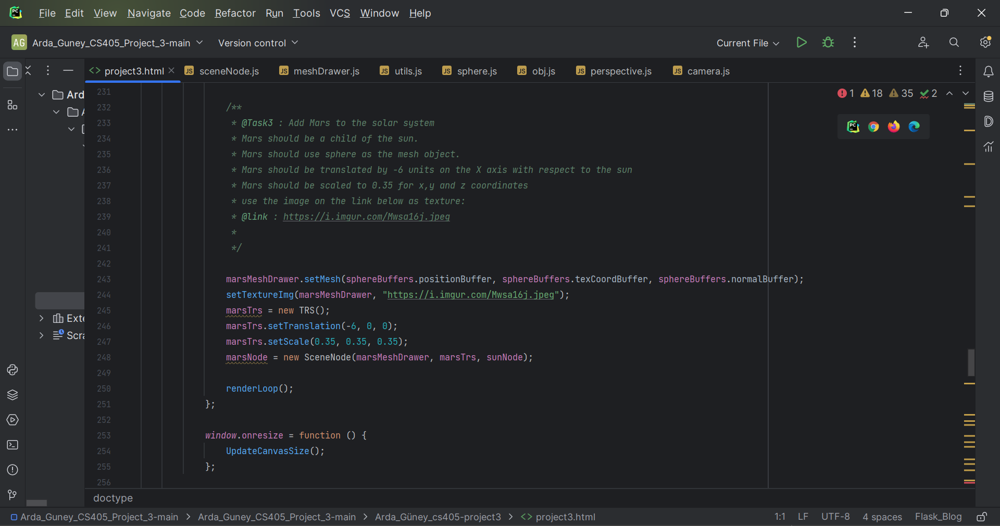 File Edit View Navigate Code Refactor Run Tools VCS Window Help
AG Arda_Guney_CS405_Project_3-main Version control Current File
project3.html sceneNode.js meshDrawer.js utils.js sphere.js obj.js perspective.js camera.js
1 18 35 2
Ard
Exte
Scra
231
232 /**
233 * @Task3 : Add Mars to the solar system
234 * Mars should be a child of the sun.
235 * Mars should use sphere as the mesh object.
236 * Mars should be translated by -6 units on the X axis with respect to the sun
237 * Mars should be scaled to 0.35 for x,y and z coordinates
238 * use the image on the link below as texture:
239 * @link : https://i.imgur.com/Mwsa16j.jpeg
240 *
241 */
242
243 marsMeshDrawer.setMesh(sphereBuffers.positionBuffer, sphereBuffers.texCoordBuffer, sphereBuffers.normalBuffer);
244 setTextureImg(marsMeshDrawer, "https://i.imgur.com/Mwsa16j.jpeg");
245 marsTrs = new TRS();
246 marsTrs.setTranslation(-6, 0, 0);
247 marsTrs.setScale(0.35, 0.35, 0.35);
248 marsNode = new SceneNode(marsMeshDrawer, marsTrs, sunNode);
249
250 renderLoop();
251 };
252
253 window.onresize = function () {
254 UpdateCanvasSize();
255 };
256
doctype
Arda_Guney_CS405_Project_3-main > Arda_Guney_CS405_Project_3-main > Arda_Güney_cs405-project3 > project3.html 1:1 LF UTF-8 4 spaces Flask_Blog